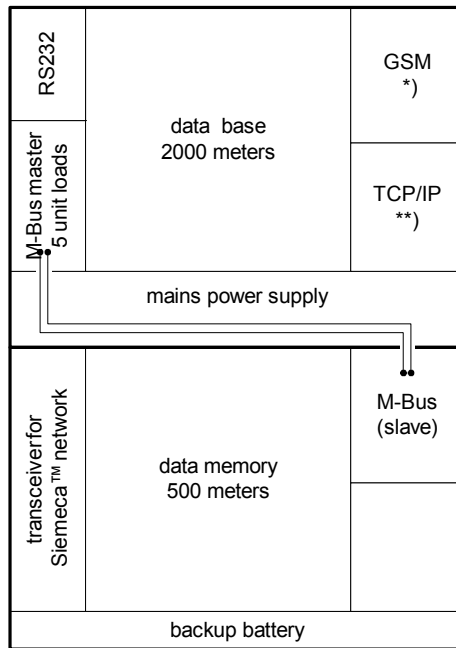 RS232
M-Bus master
5 unit loads
data base
2000 meters
GSM
*)
TCP/IP
**)
mains power supply
transceiverfor
Siemeca™ network
data memory
500 meters
M-Bus
(slave)
backup battery